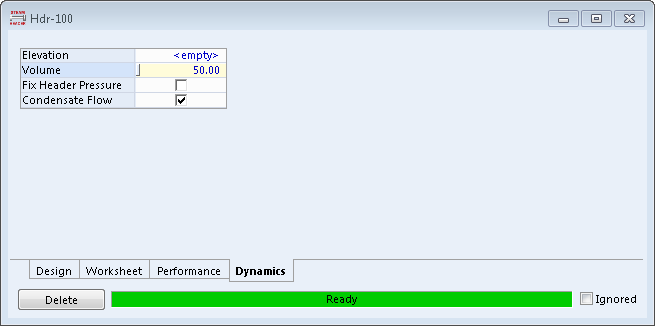 Hdr-100
Elevation <empty>
Volume 50.00
Fix Header Pressure
Condensate Flow
Design Worksheet Performance Dynamics
Delete Ready Ignored